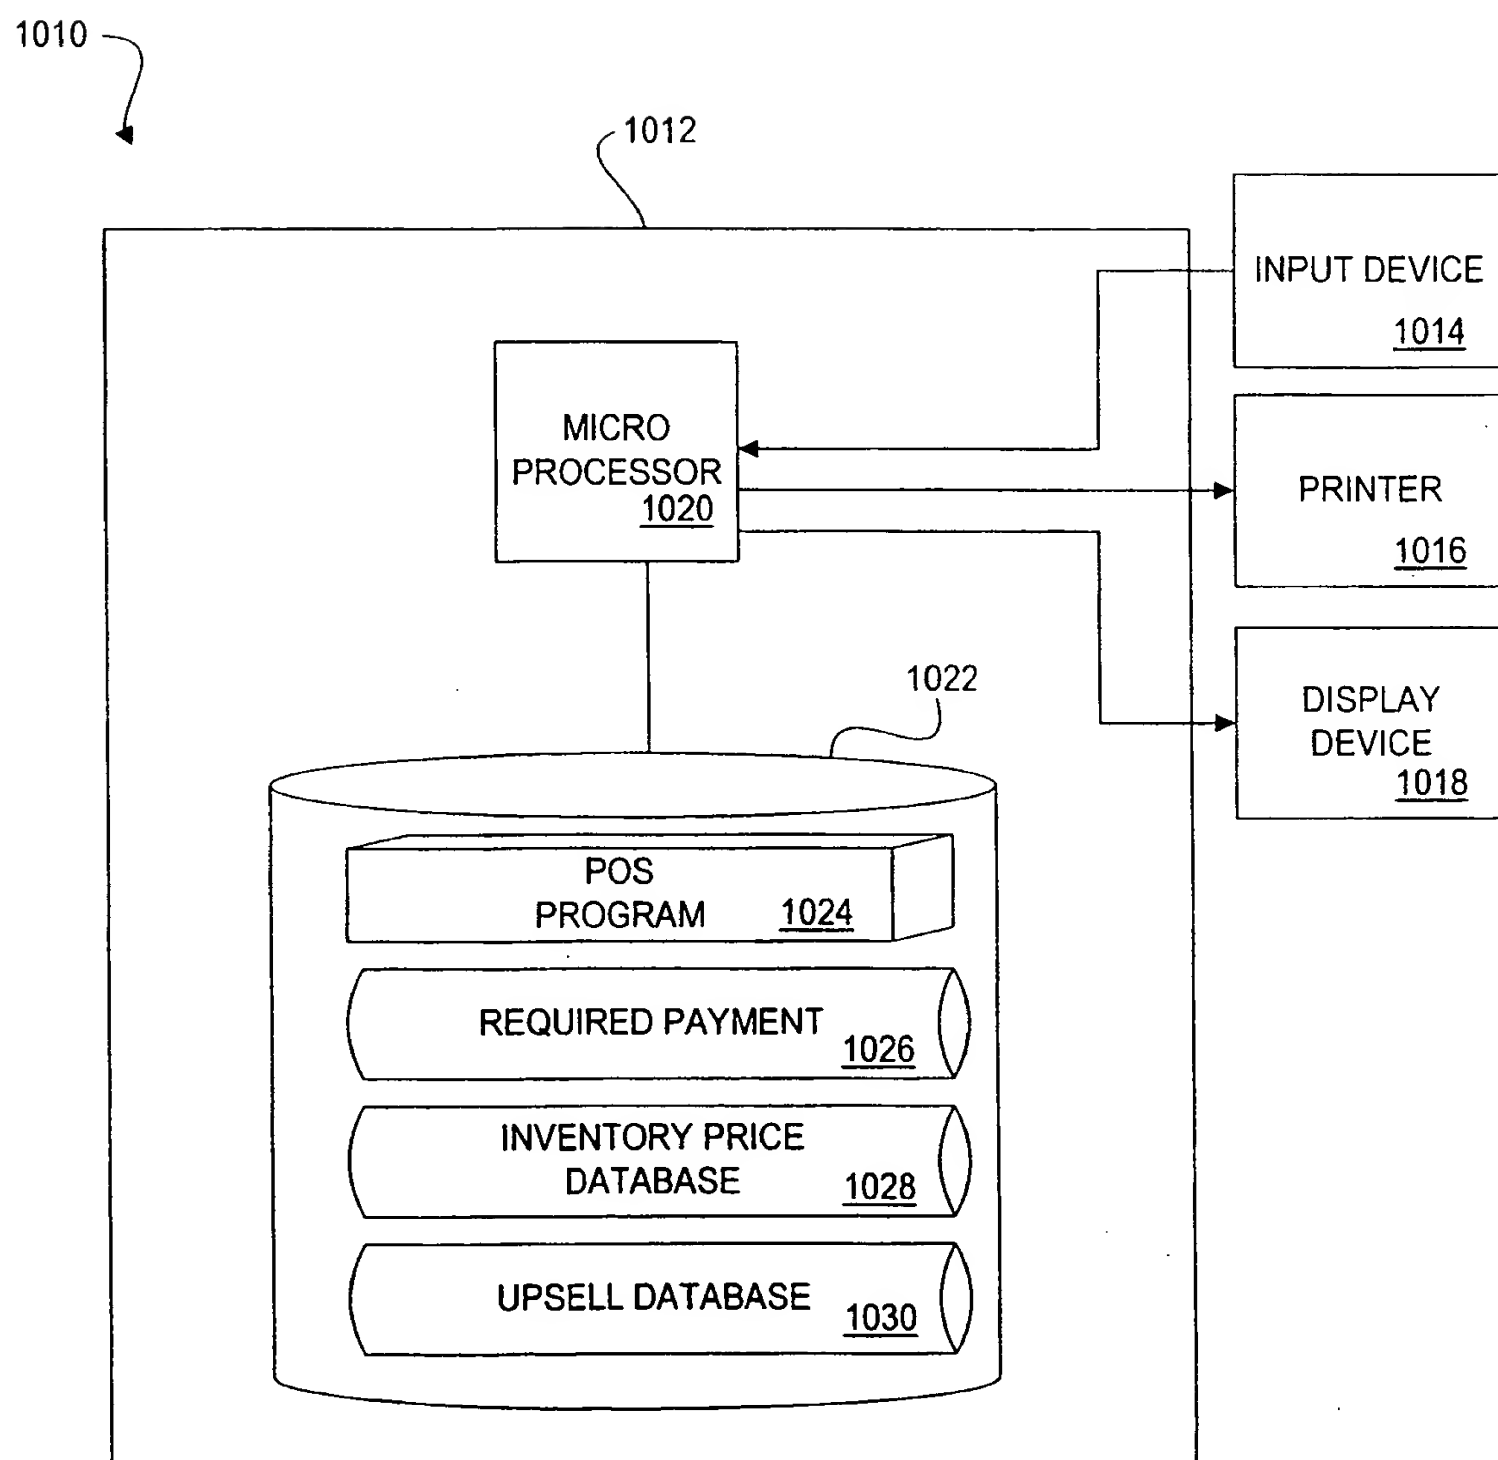 1010
1012
INPUT DEVICE
1014
MICRO
PROCESSOR
1020
PRINTER
1016
1022
DISPLAY
DEVICE
1018
POS
PROGRAM
1024
REQUIRED PAYMENT
1026
INVENTORY PRICE
DATABASE
1028
UPSELL DATABASE
1030